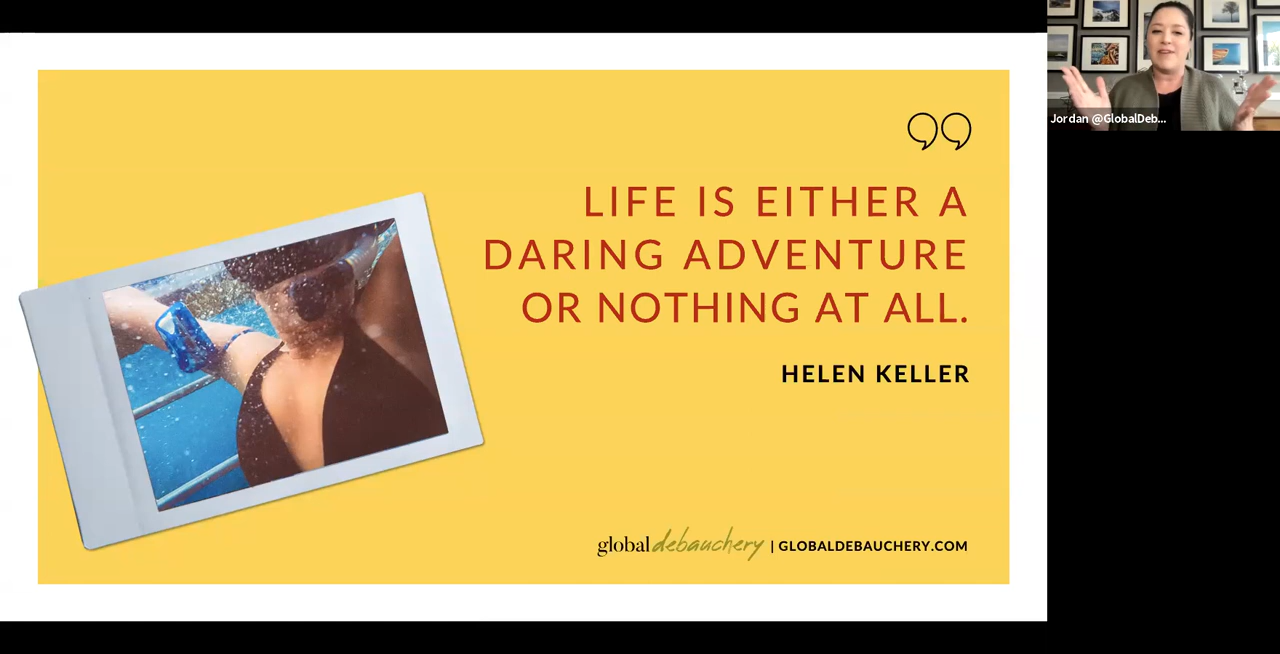 LIFE IS EITHER A
DARING ADVENTURE
OR NOTHING AT ALL.
HELEN KELLER
global debauchery | GLOBALDEBAUCHERY.COM
Jordan @GlobalDeb...